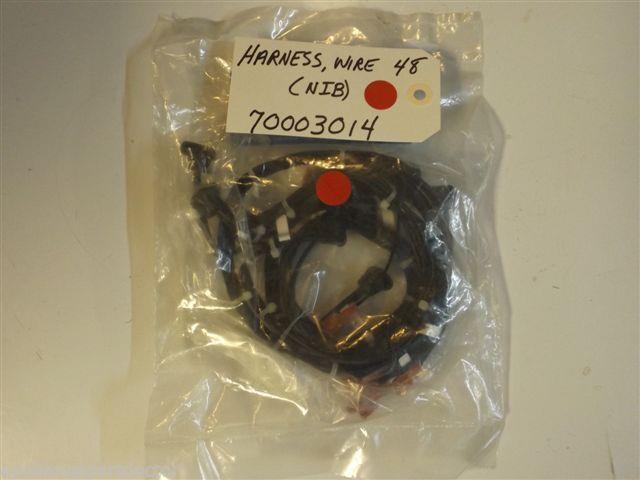 HARNESS, WIRE 48
(NIB)
70003014